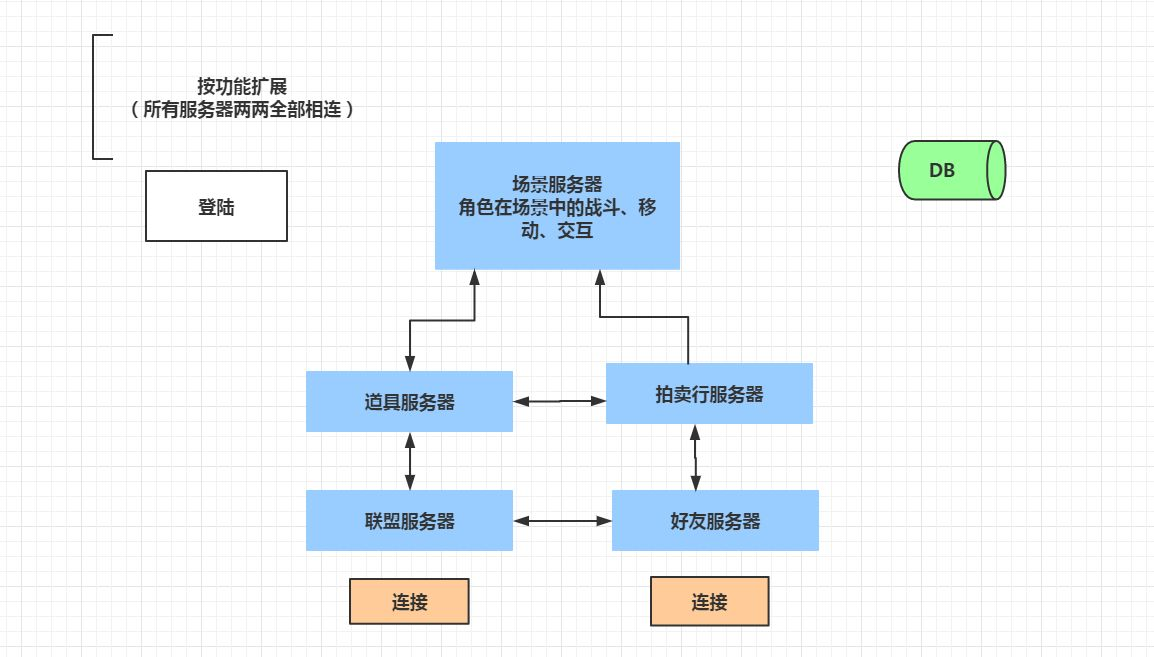 按功能扩展
（所有服务器两两全部相连）
登陆
场景服务器
角色在场景中的战斗、移
动、交互
DB
道具服务器
拍卖行服务器
联盟服务器
好友服务器
连接
连接